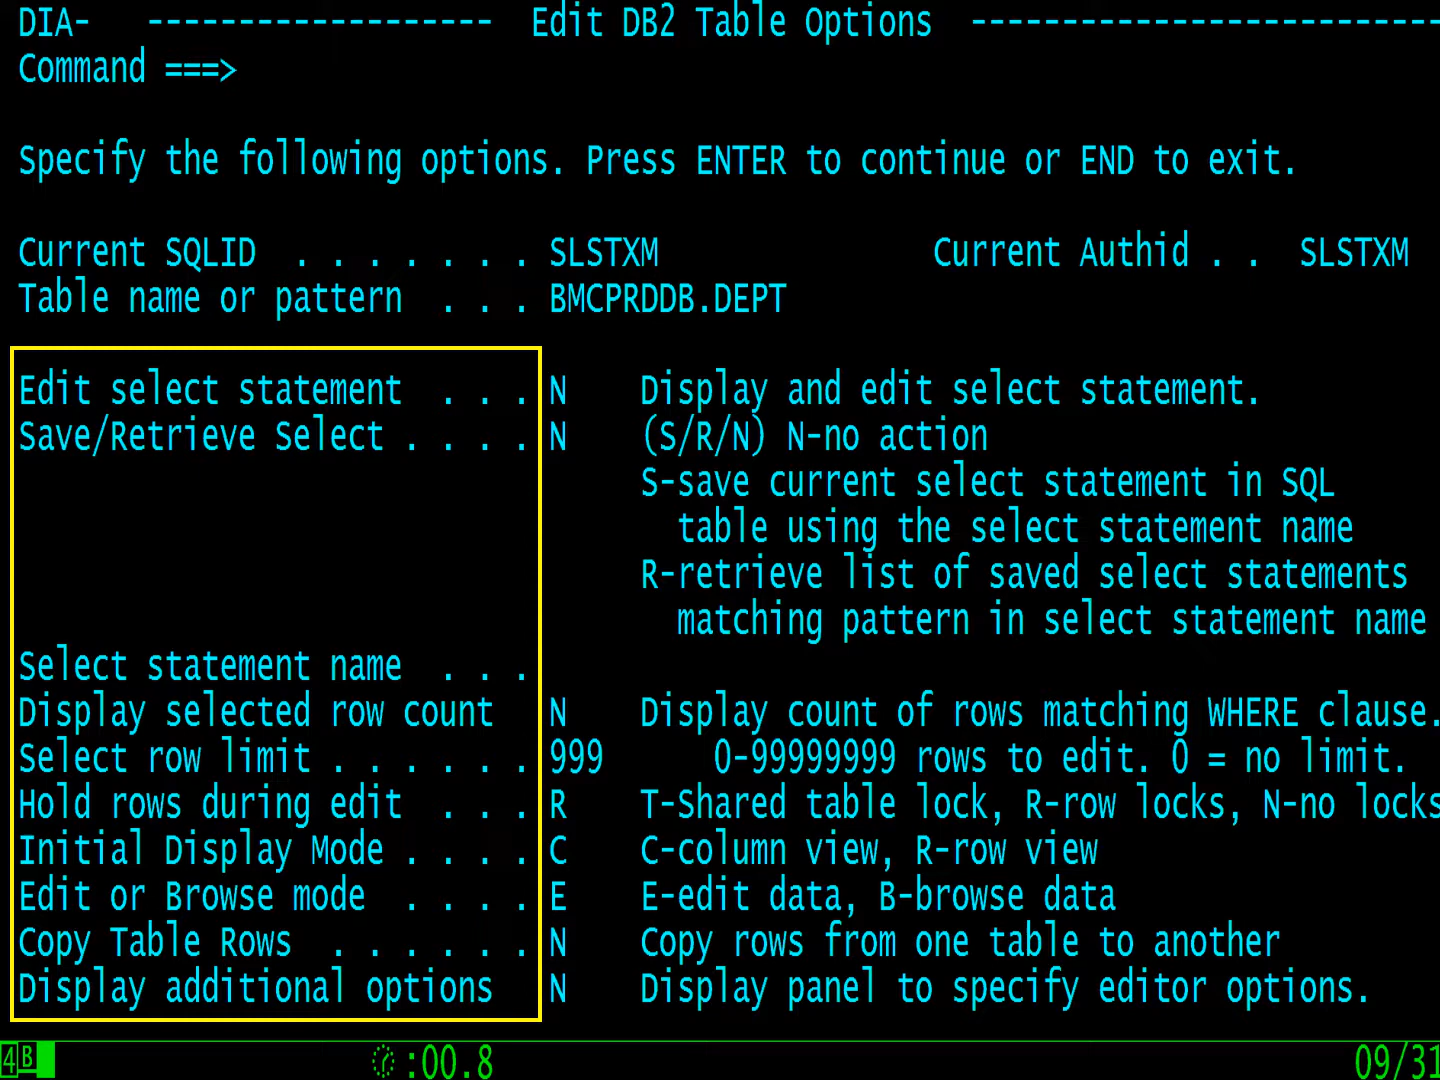 DIA-   -------------------  Edit DB2 Table Options  --------------------------
Command ===>
Specify the following options. Press ENTER to continue or END to exit.
Current SQLID  . . . . . . . SLSTXM               Current Authid . .  SLSTXM
Table name or pattern  . . . BMCPRDDB.DEPT
Edit select statement  . . . N    Display and edit select statement.
Save/Retrieve Select . . . . N    (S/R/N) N-no action
S-save current select statement in SQL
table using the select statement name
R-retrieve list of saved select statements
matching pattern in select statement name
Select statement name  . . .
Display selected row count   N    Display count of rows matching WHERE clause.
Select row limit . . . . . . 999      0-99999999 rows to edit. 0 = no limit.
Hold rows during edit  . . . R    T-Shared table lock, R-row locks, N-no locks
Initial Display Mode . . . . C    C-column view, R-row view
Edit or Browse mode  . . . . E    E-edit data, B-browse data
Copy Table Rows  . . . . . . N    Copy rows from one table to another
Display additional options   N    Display panel to specify editor options.
4B :00.8 09/31